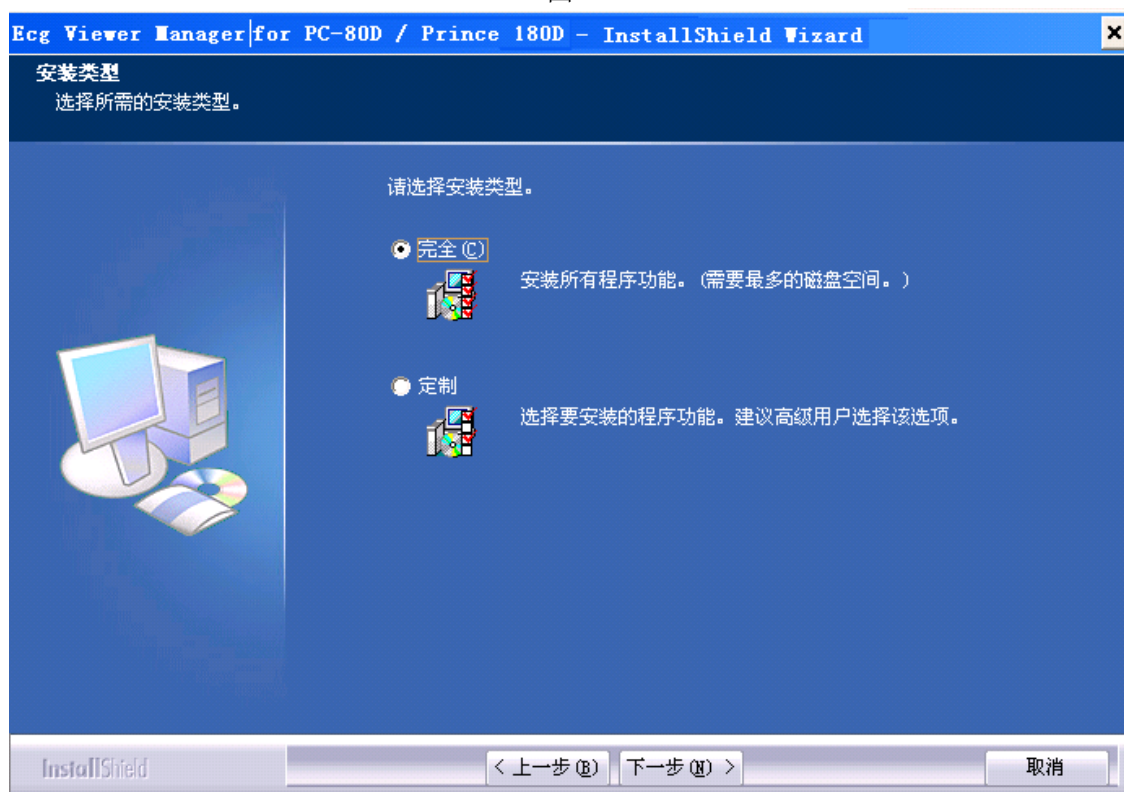 Ecg Viewer Manager for PC-80D / Prince 180D - InstallShield Wizard
安装类型
选择所需的安装类型。
请选择安装类型。
完全(C)
安装所有程序功能。(需要最多的磁盘空间。)
定制
选择要安装的程序功能。建议高级用户选择该选项。
InstallShield
< 上一步(B) 下一步(N) > 取消